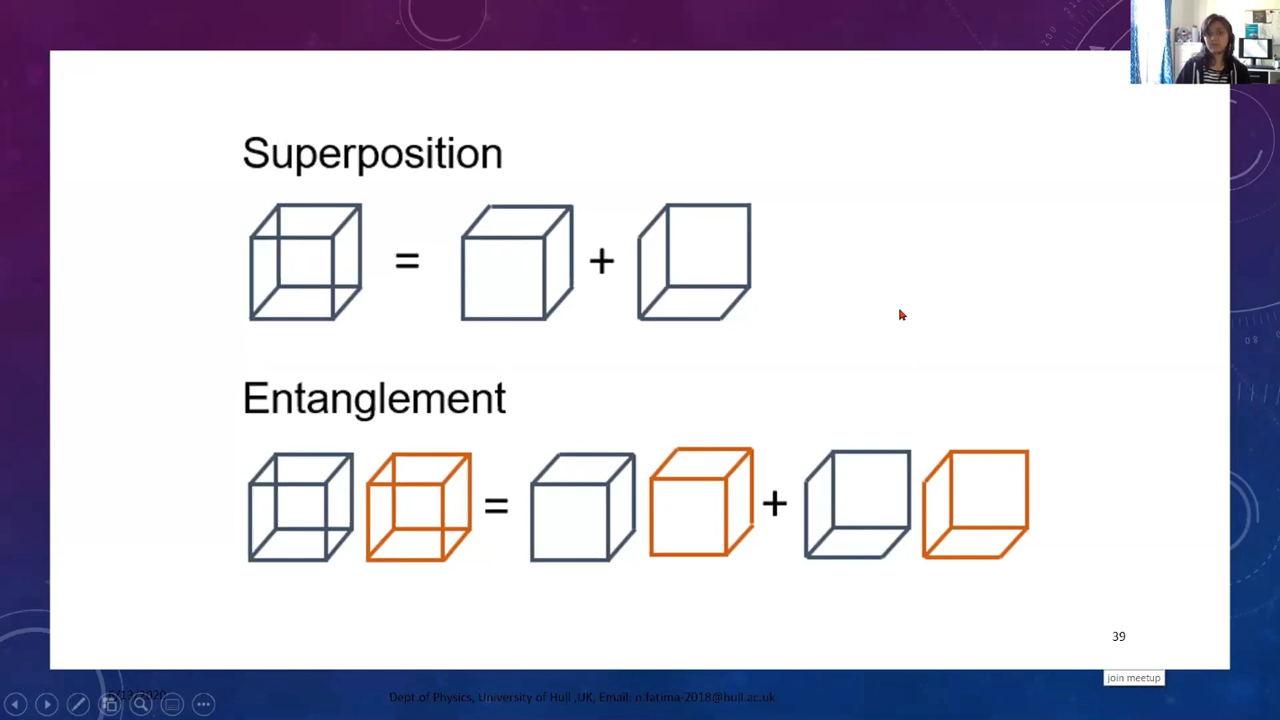 Superposition
= +
Entanglement
= +
39
join meetup
Dept of Physics, University of Hull ,UK, Email: n.fatima-2018@hull.ac.uk